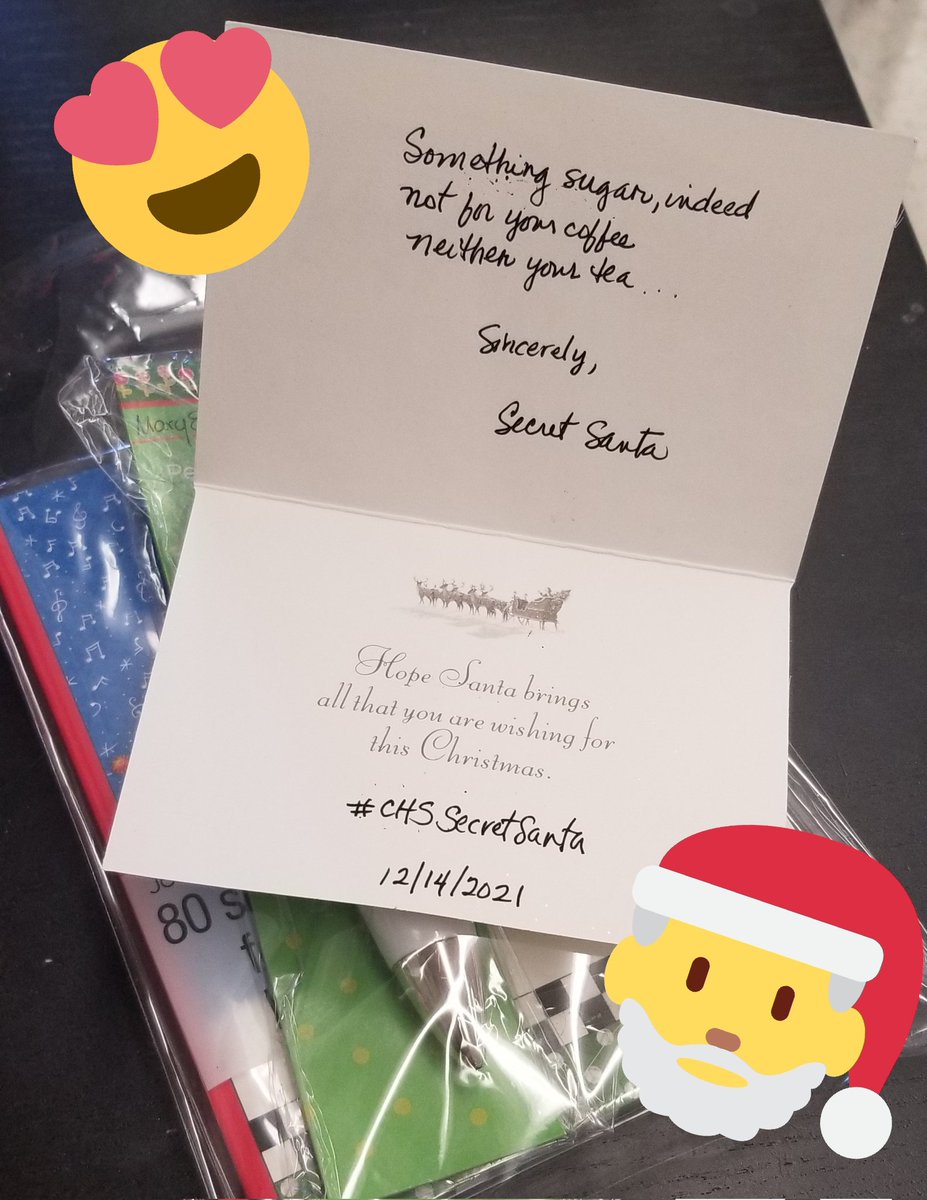 Something sugar, indeed
not for your coffee
neither your tea...
Sincerely,
Secret Santa
Hope Santa brings
all that you are wishing for
this Christmas.
#CHSSecretSanta
12/14/2021
80